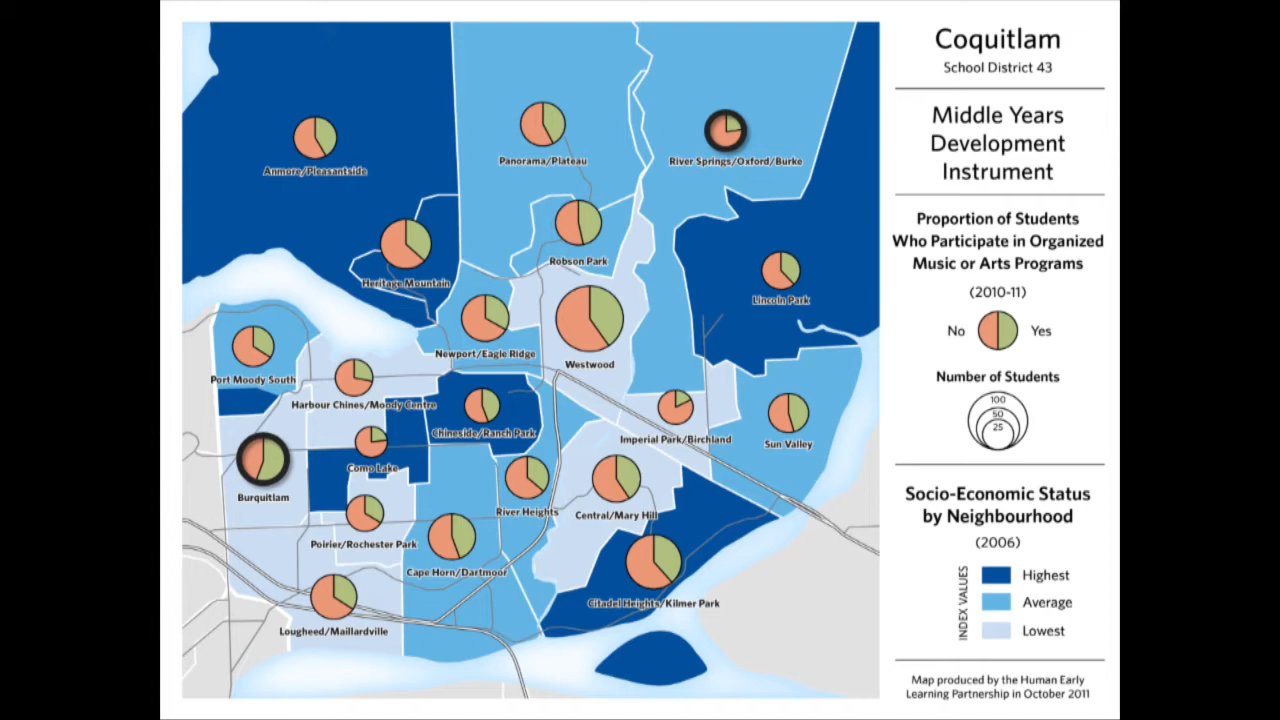 Coquitlam
School District 43
Middle Years
Development
Instrument
Proportion of Students
Who Participate in Organized
Music or Arts Programs
(2010-11)
No
Yes
Number of Students
100
50
25
Socio-Economic Status
by Neighbourhood
(2006)
INDEX VALUES
Highest
Average
Lowest
Map produced by the Human Early
Learning Partnership in October 2011
Anmore/Pleasantside
Panorama/Plateau
River Springs/Oxford/Burke
Robson Park
Heritage Mountain
Lincoln Park
Newport/Eagle Ridge
Westwood
Port Moody South
Harbour Chines/Moody Centre
Chineside/Ranch Park
Imperial Park/Birchland
Sun Valley
Como Lake
Burquitlam
River Heights
Central/Mary Hill
Poirier/Rochester Park
Cape Horn/Dartmoor
Citadel Heights/Kilmer Park
Lougheed/Maillardville